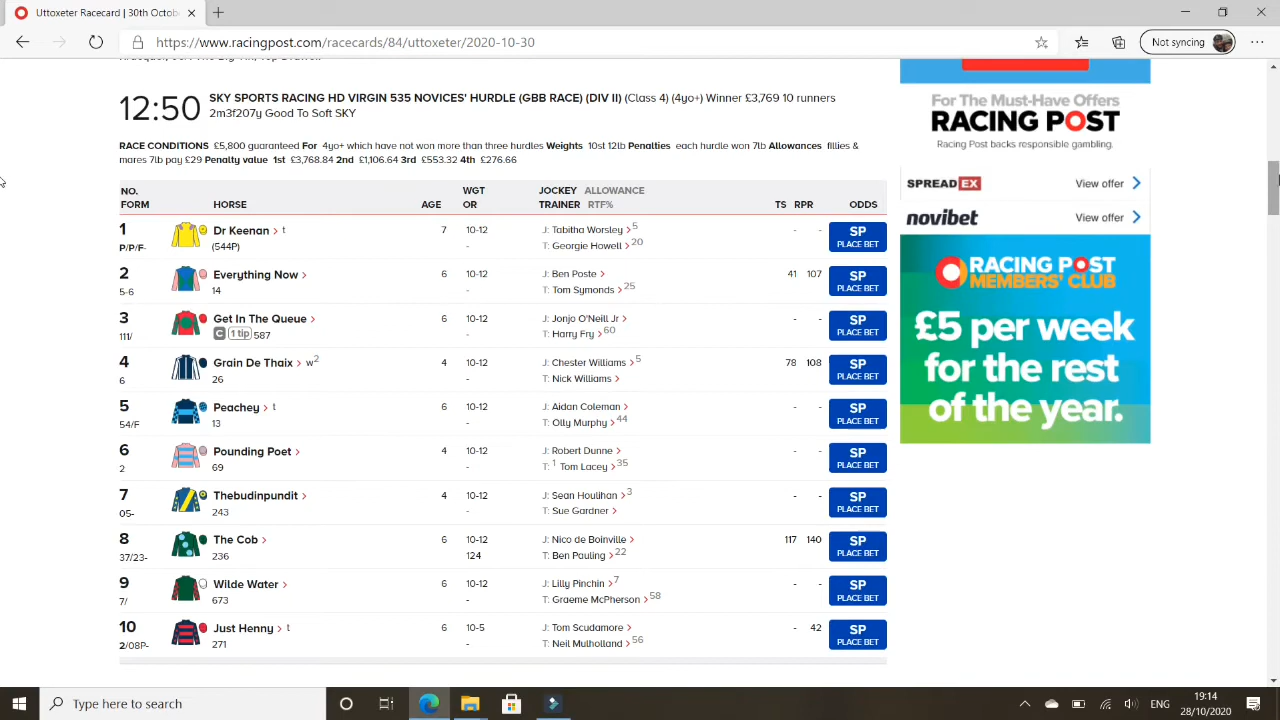 Uttoxeter Racecard | 30th Octob
https://www.racingpost.com/racecards/84/uttoxeter/2020-10-30
Not syncing
12:50
SKY SPORTS RACING HD VIRGIN 535 NOVICES' HURDLE (GBB RACE) (DIV II) (Class 4) (4yo+) Winner £3,769 10 runners
2m3f207y Good To Soft SKY
RACE CONDITIONS £5,800 guaranteed For 4yo+ which have not won more than three hurdles Weights 10st 12lb Penalties each hurdle won 7lb Allowances fillies &
mares 7lb pay £29 Penalty value 1st £3,768.84 2nd £1,106.64 3rd £553.32 4th £276.66
NO. WGT JOCKEY ALLOWANCE
FORM HORSE AGE OR TRAINER RTF% TS RPR ODDS
1 Dr Keenan > t 7 10-12 J: Tabitha Worsley > 5 - - SP
P/P/F- (544P) - T: Georgie Howell > 20 PLACE BET
2 Everything Now > 6 10-12 J: Ben Poste > 41 107 SP
5-6 14 - T: Tom Symonds > 25 PLACE BET
3 Get In The Queue > 6 10-12 J: Jonjo O'Neill Jr > - - SP
111/ C 1 tip 587 - T: Harry Fry > 60 PLACE BET
4 Grain De Thaix > w2 4 10-12 J: Chester Williams > 5 78 108 SP
6 26 - T: Nick Williams > PLACE BET
5 Peachey > t 6 10-12 J: Aidan Coleman > - - SP
54/F 13 - T: Olly Murphy > 44 PLACE BET
6 Pounding Poet > 4 10-12 J: Robert Dunne > - - SP
2 69 - T: 1 Tom Lacey > 35 PLACE BET
7 Thebudinpundit > 4 10-12 J: Sean Houlihan > 3 - - SP
05- 243 - T: Sue Gardner > PLACE BET
8 The Cob > 6 10-12 J: Nico de Boinville > 117 140 SP
37/23- 236 124 T: Ben Pauling > 22 PLACE BET
9 Wilde Water > 6 10-12 J: Lilly Pinchin > 7 - - SP
7/ 673 - T: Graeme McPherson > 58 PLACE BET
10 Just Henny > t 6 10-5 J: Tom Scudamore > - 42 SP
2/08P- 271 - T: Neil Mulholland > 56 PLACE BET
For The Must-Have Offers
RACING POST
Racing Post backs responsible gambling.
SPREADEX View offer
novibet View offer
RACING POST
MEMBERS' CLUB
£5 per week
for the rest
of the year.
Type here to search
19:14
28/10/2020